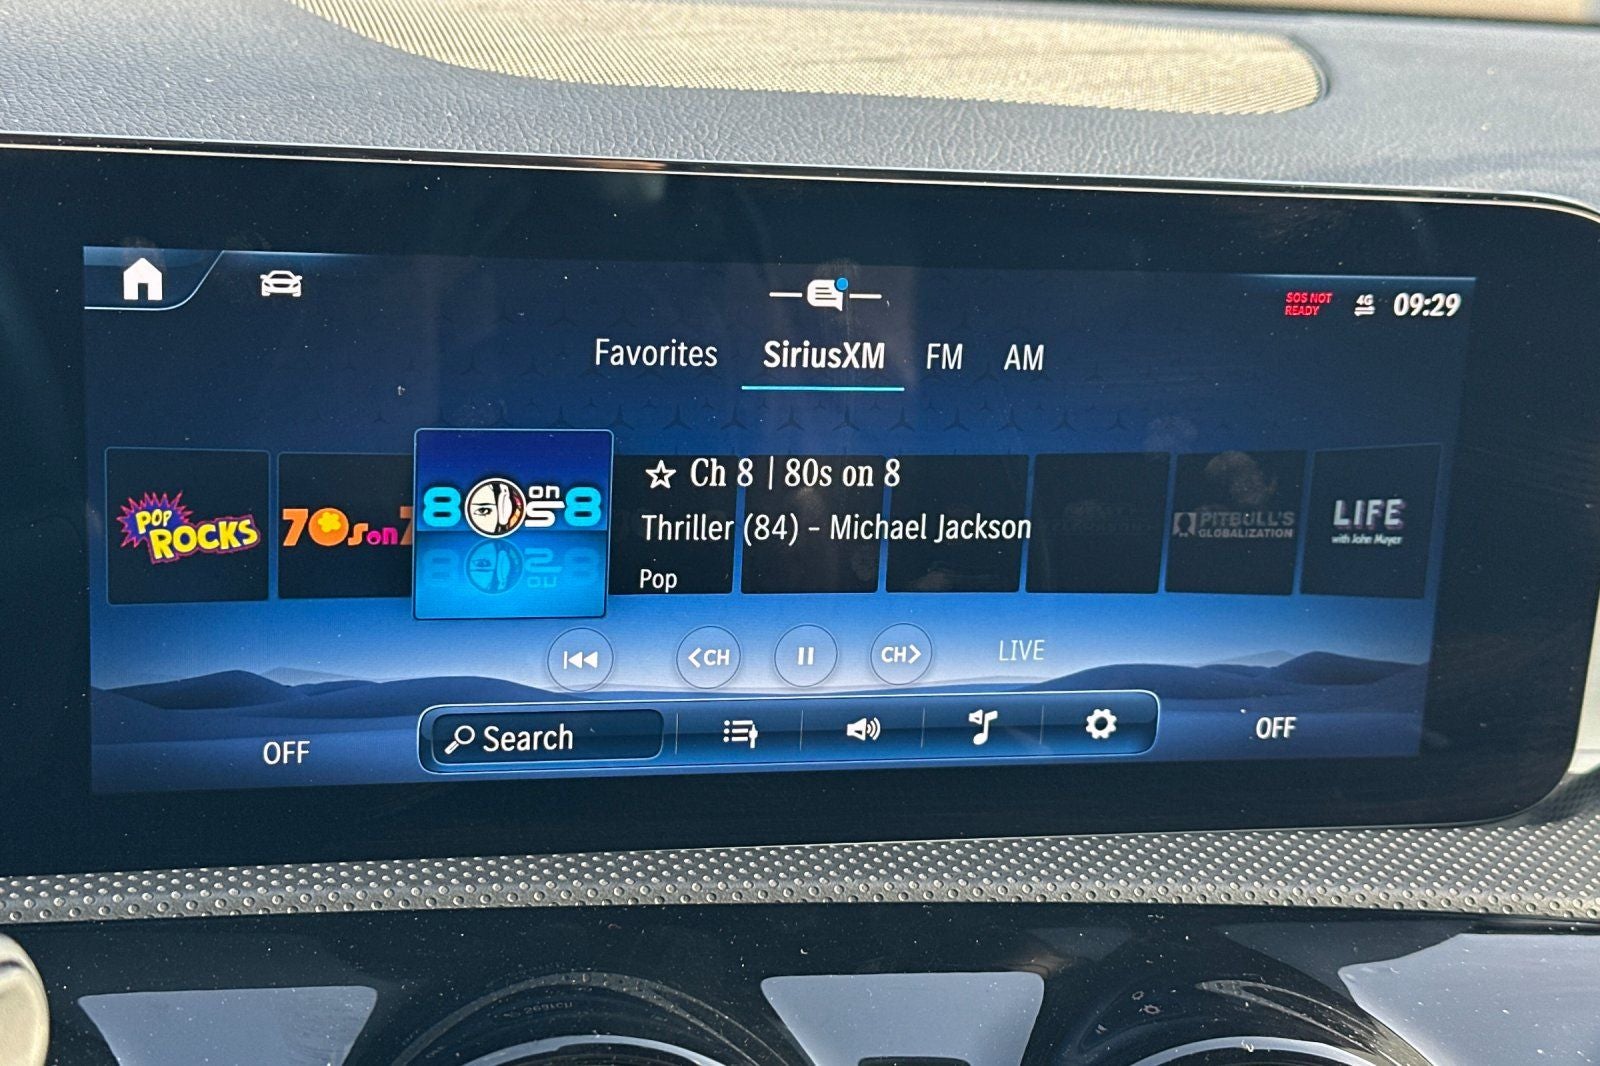 SOS NOT
READY
4G
09:29
Favorites SiriusXM FM AM
POP
ROCKS
70s on 7
80s on 8
☆ Ch 8 | 80s on 8
Thriller (84) - Michael Jackson
Pop
PITBULL'S
GLOBALIZATION
LIFE
with John Mayer
<CH
CH>
LIVE
OFF
Search
OFF